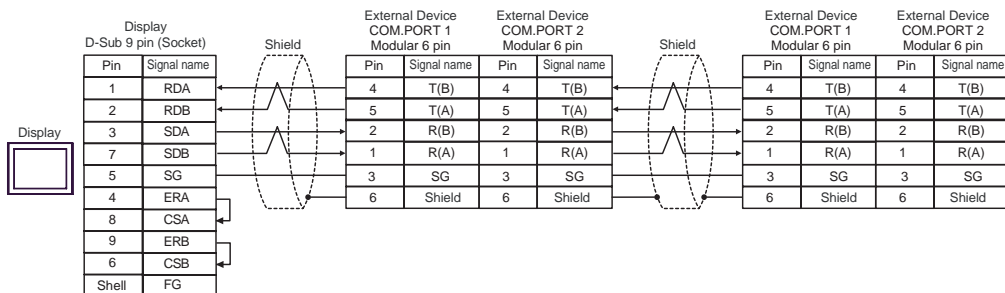 Display
D-Sub 9 pin (Socket)
Shield
External Device
COM.PORT 1
Modular 6 pin
External Device
COM.PORT 2
Modular 6 pin
Shield
External Device
COM.PORT 1
Modular 6 pin
External Device
COM.PORT 2
Modular 6 pin
Pin Signal name Pin Signal name Pin Signal name Pin Signal name Pin Signal name
1 RDA 4 T(B) 4 T(B) 4 T(B) 4 T(B)
2 RDB 5 T(A) 5 T(A) 5 T(A) 5 T(A)
Display
3 SDA 2 R(B) 2 R(B) 2 R(B) 2 R(B)
7 SDB 1 R(A) 1 R(A) 1 R(A) 1 R(A)
5 SG 3 SG 3 SG 3 SG 3 SG
4 ERA 6 Shield 6 Shield 6 Shield 6 Shield
8 CSA
9 ERB
6 CSB
Shell FG